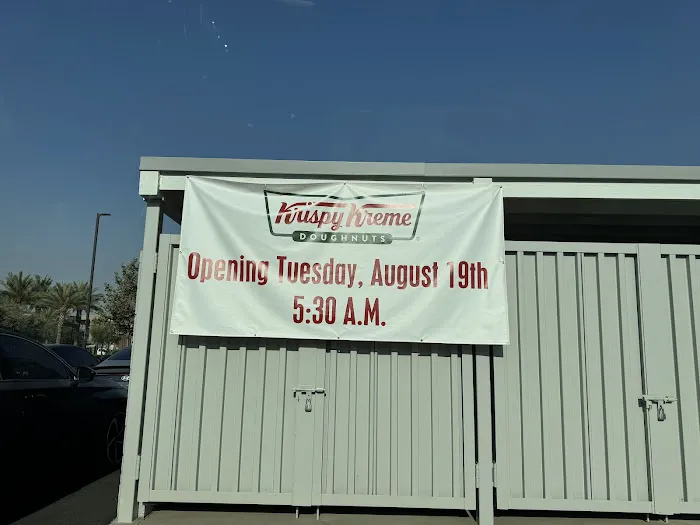 Krispy Kreme
DOUGHNUTS
Opening Tuesday, August 19th
5:30 A.M.